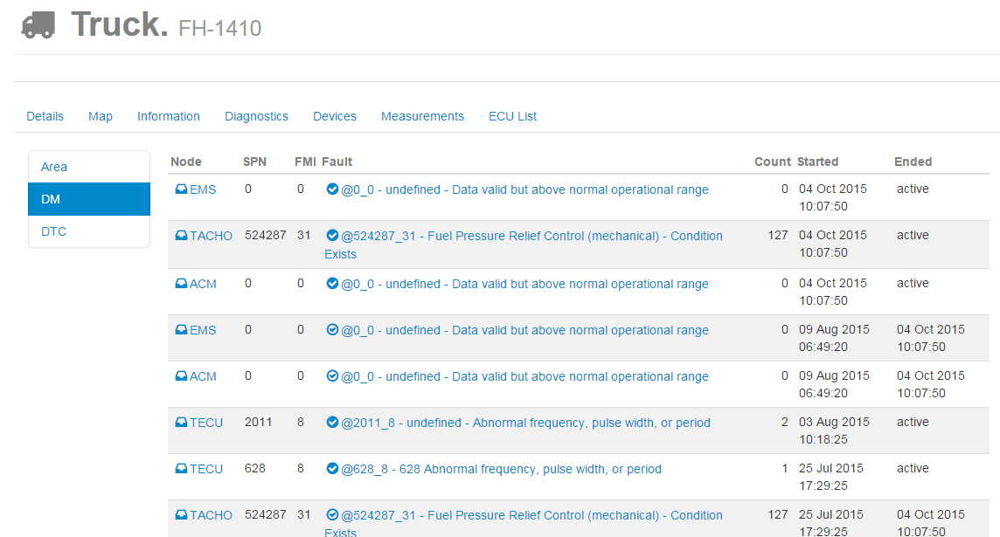 Truck. FH-1410
Details Map Information Diagnostics Devices Measurements ECU List
Area
DM
DTC
Node SPN FMI Fault Count Started Ended
EMS 0 0 @0_0 - undefined - Data valid but above normal operational range 0 04 Oct 2015 active
10:07:50
TACHO 524287 31 @524287_31 - Fuel Pressure Relief Control (mechanical) - Condition 127 04 Oct 2015 active
Exists 10:07:50
ACM 0 0 @0_0 - undefined - Data valid but above normal operational range 0 04 Oct 2015 active
10:07:50
EMS 0 0 @0_0 - undefined - Data valid but above normal operational range 0 09 Aug 2015 04 Oct 2015
06:49:20 10:07:50
ACM 0 0 @0_0 - undefined - Data valid but above normal operational range 0 09 Aug 2015 04 Oct 2015
06:49:20 10:07:50
TECU 2011 8 @2011_8 - undefined - Abnormal frequency, pulse width, or period 2 03 Aug 2015 active
10:18:25
TECU 628 8 @628_8 - 628 Abnormal frequency, pulse width, or period 1 25 Jul 2015 active
17:29:25
TACHO 524287 31 @524287_31 - Fuel Pressure Relief Control (mechanical) - Condition 127 25 Jul 2015 04 Oct 2015
Exists 17:29:25 10:07:50